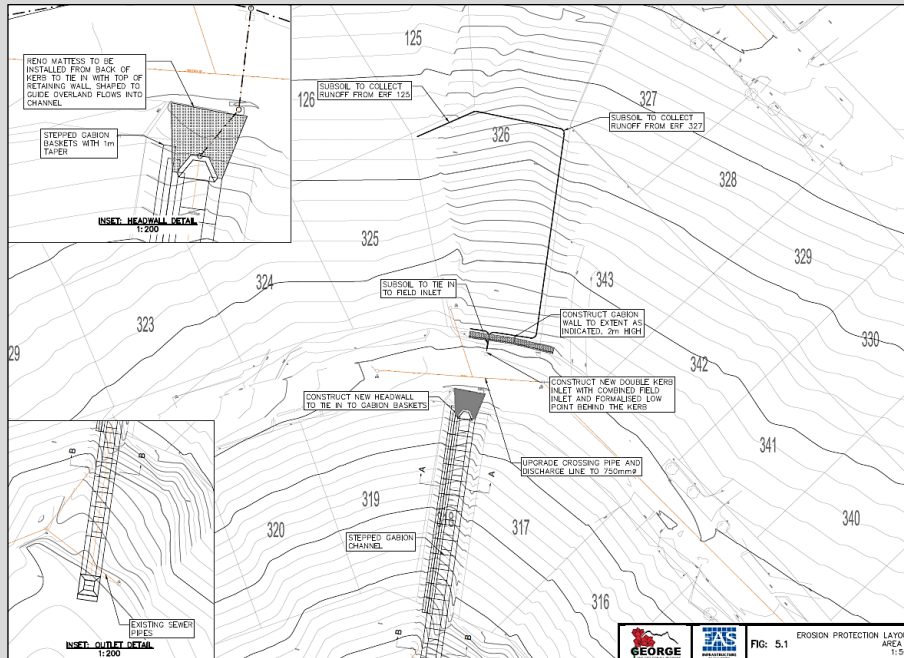 RENO MATTESS TO BE
INSTALLED FROM BACK OF
KERB TO TIE IN WITH TOP OF
RETAINING WALL, SHAPED TO
GUIDE OVERLAND FLOWS INTO
CHANNEL
STEPPED GABION
BASKETS WITH 1m
TAPER
INSET: HEADWALL DETAIL
1:200
125
126
SUBSOIL TO COLLECT
RUNOFF FROM ERF 125
326
327
SUBSOIL TO COLLECT
RUNOFF FROM ERF 327
328
329
325
324
323
29
343
330
SUBSOIL TO TIE IN
TO FIELD INLET
CONSTRUCT GABION
WALL TO EXTENT AS
INDICATED, 2m HIGH
342
CONSTRUCT NEW HEADWALL
TO TIE IN TO GABION BASKETS
CONSTRUCT NEW DOUBLE KERB
INLET WITH COMBINED FIELD
INLET AND FORMALISED LOW
POINT BEHIND THE KERB
341
UPGRADE CROSSING PIPE AND
DISCHARGE LINE TO 750mmø
340
A
A
319
318
317
320
STEPPED GABION
CHANNEL
316
B
B
B
B
EXISTING SEWER
PIPES
INSET: OUTLET DETAIL
1:200
GEORGE
EAS
INFRASTRUCTURE
FIG: 5.1
EROSION PROTECTION LAYOU
AREA
1:5